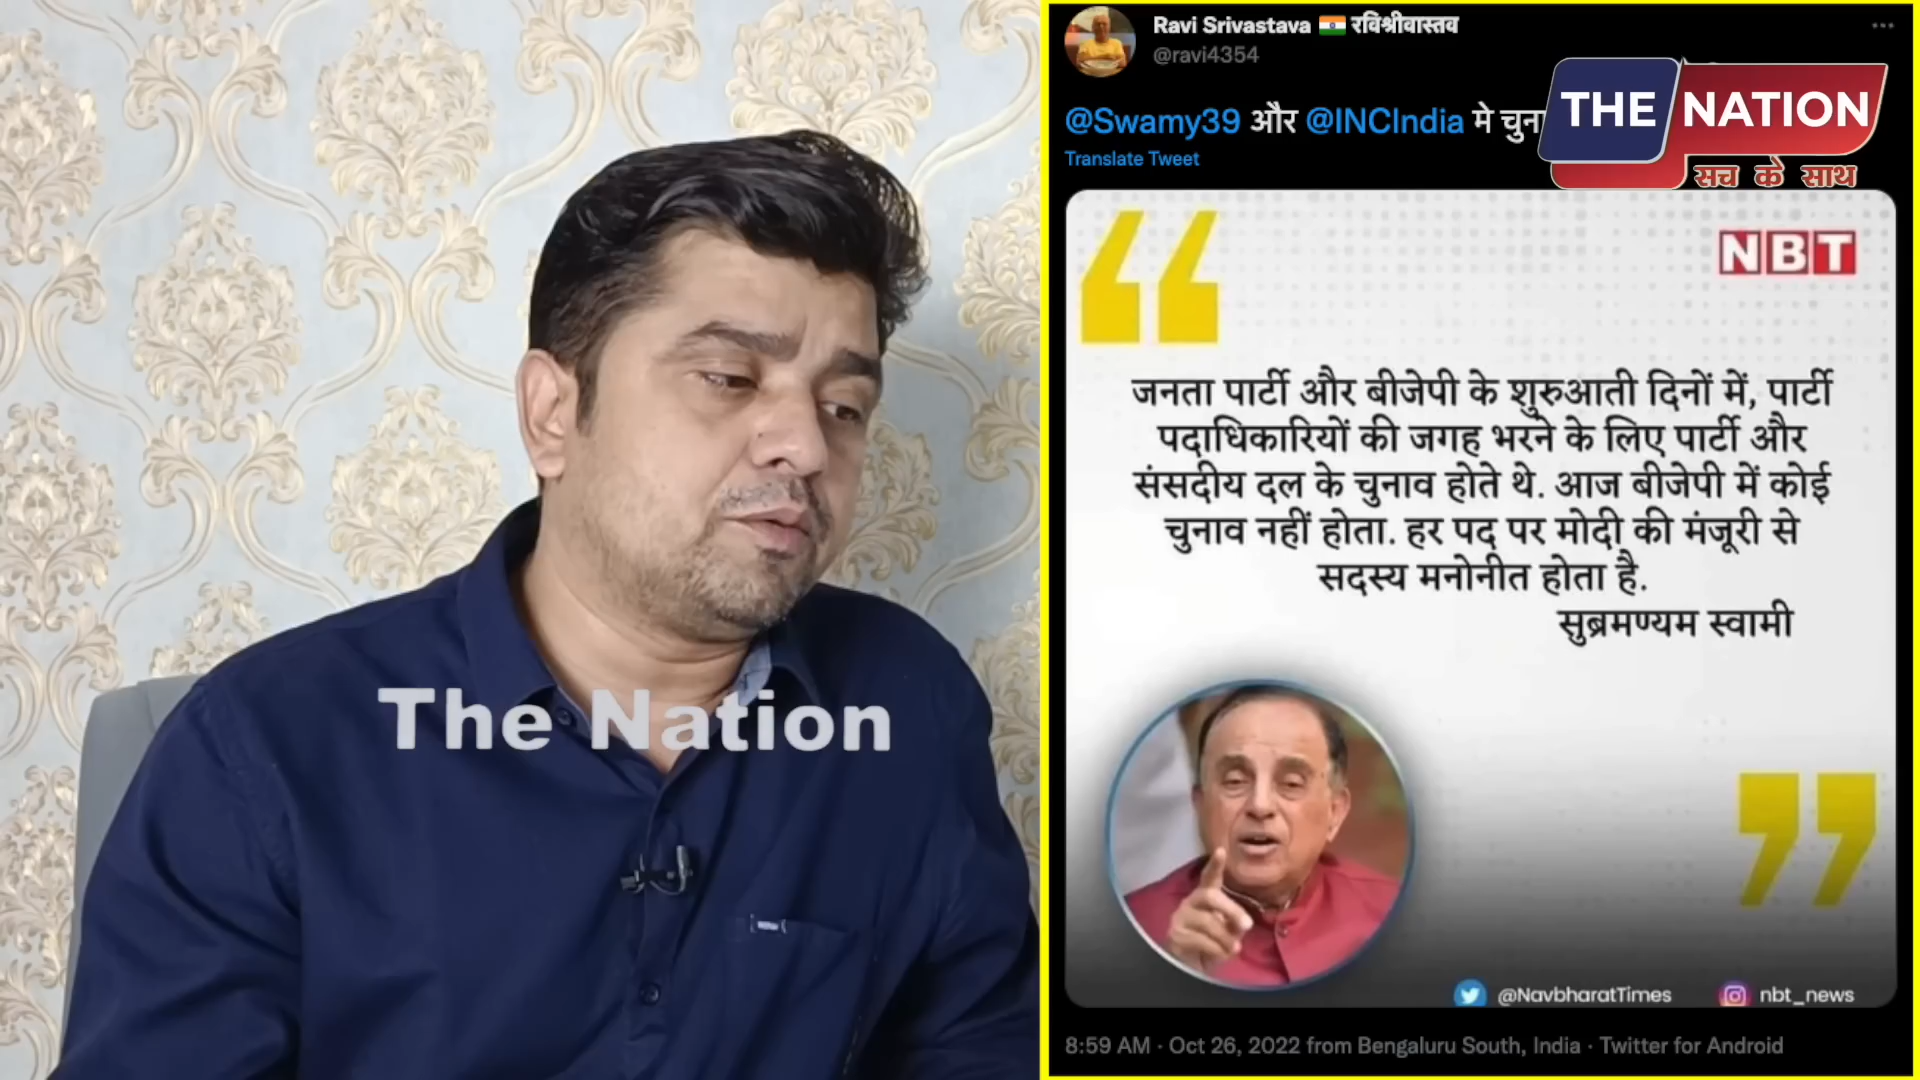 Ravi Srivastava रविश्रीवास्तव
@ravi4354
@Swamy39 और @INCIndia मे चुना
Translate Tweet
THE NATION
सच के साथ
NBT
जनता पार्टी और बीजेपी के शुरुआती दिनों में, पार्टी
पदाधिकारियों की जगह भरने के लिए पार्टी और
संसदीय दल के चुनाव होते थे. आज बीजेपी में कोई
चुनाव नहीं होता. हर पद पर मोदी की मंजूरी से
सदस्य मनोनीत होता है.
सुब्रमण्यम स्वामी
The Nation
@NavbharatTimes nbt_news
8:59 AM · Oct 26, 2022 from Bengaluru South, India · Twitter for Android